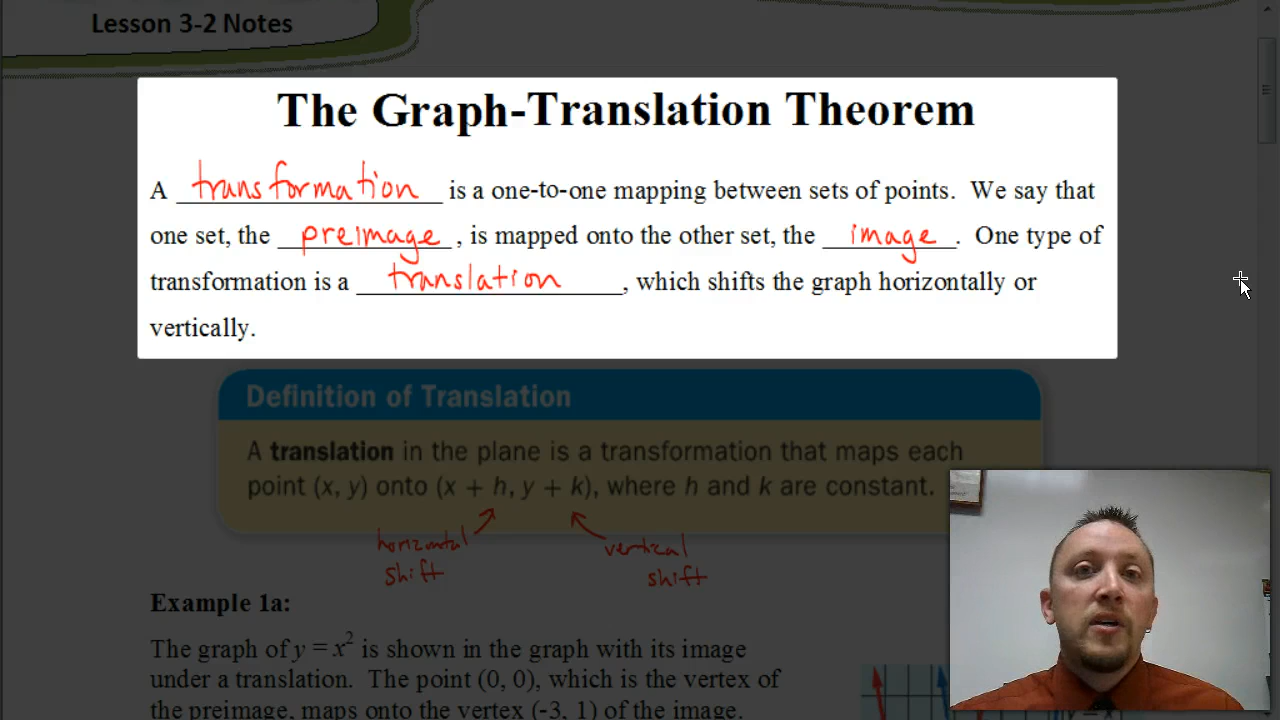 Lesson 3-2 Notes
The Graph-Translation Theorem
A transformation is a one-to-one mapping between sets of points. We say that
one set, the preimage, is mapped onto the other set, the image. One type of
transformation is a translation, which shifts the graph horizontally or
vertically.
Definition of Translation
A translation in the plane is a transformation that maps each
point (x, y) onto (x + h, y + k), where h and k are constant.
horizontal
shift
vertical
shift
Example 1a:
The graph of y = x² is shown in the graph with its image
under a translation. The point (0, 0), which is the vertex of
the preimage, maps onto the vertex (-3, 1) of the image.